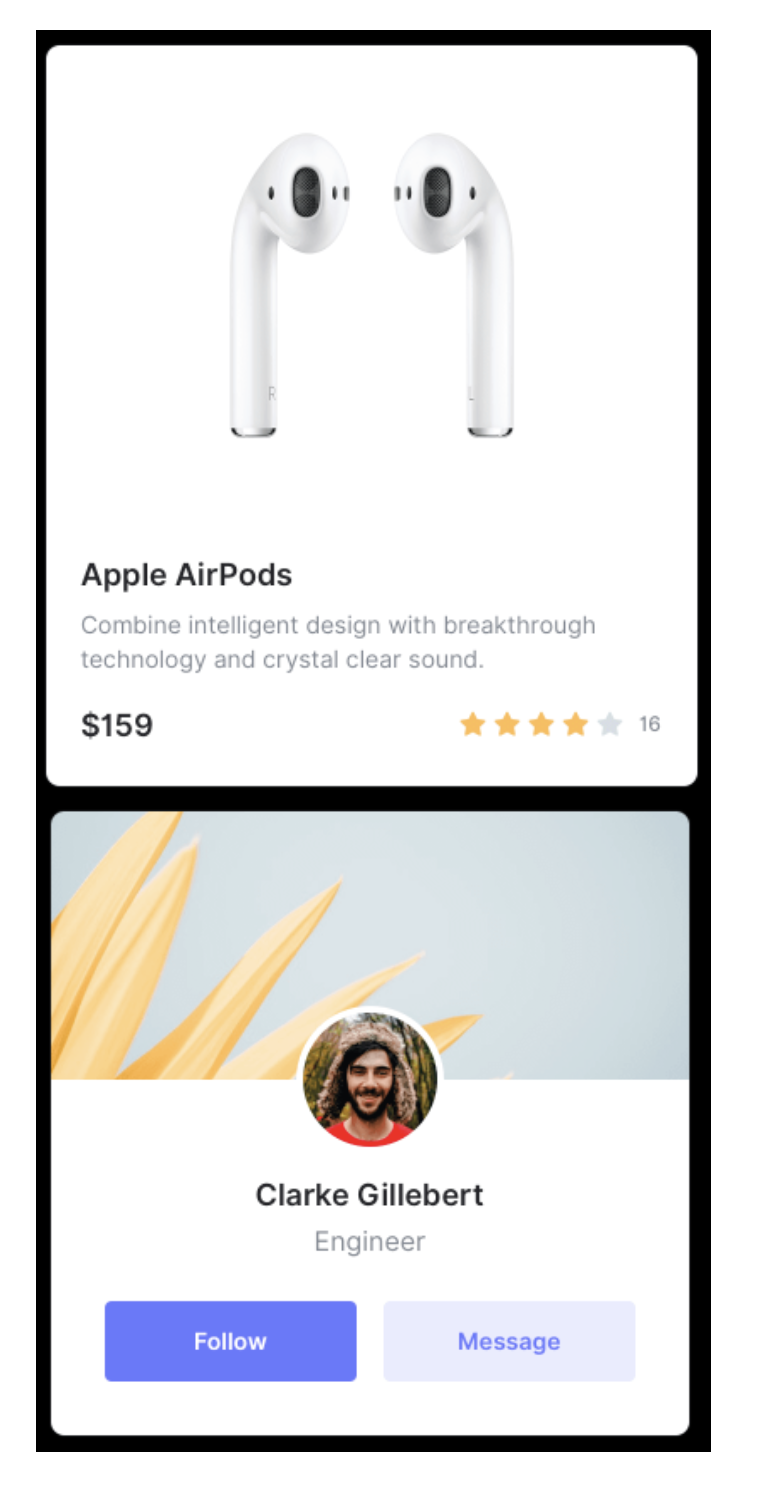 R L
Apple AirPods
Combine intelligent design with breakthrough
technology and crystal clear sound.
$159 16
Clarke Gillebert
Engineer
Follow Message